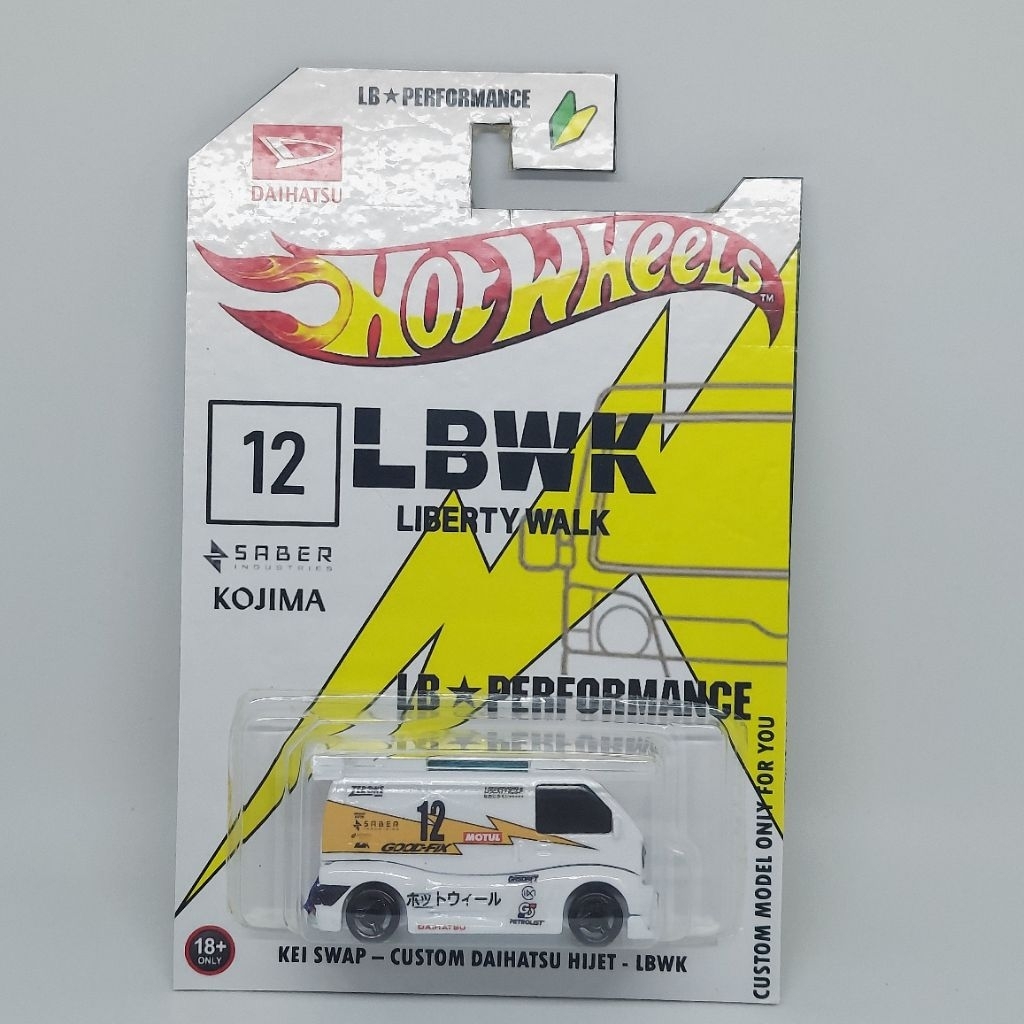 LB★PERFORMANCE
DAIHATSU
HOT WHEELS
TM
12
LBWK
LIBERTY WALK
SABER
INDUSTRIES
KOJIMA
LB★PERFORMANCE
12
SABER
MOTUL
GOOD-FIX
ホットウィール
DAIHATSU
PETROLIST
18+
ONLY
KEI SWAP – CUSTOM DAIHATSU HIJET - LBWK
CUSTOM MODEL ONLY FOR YOU